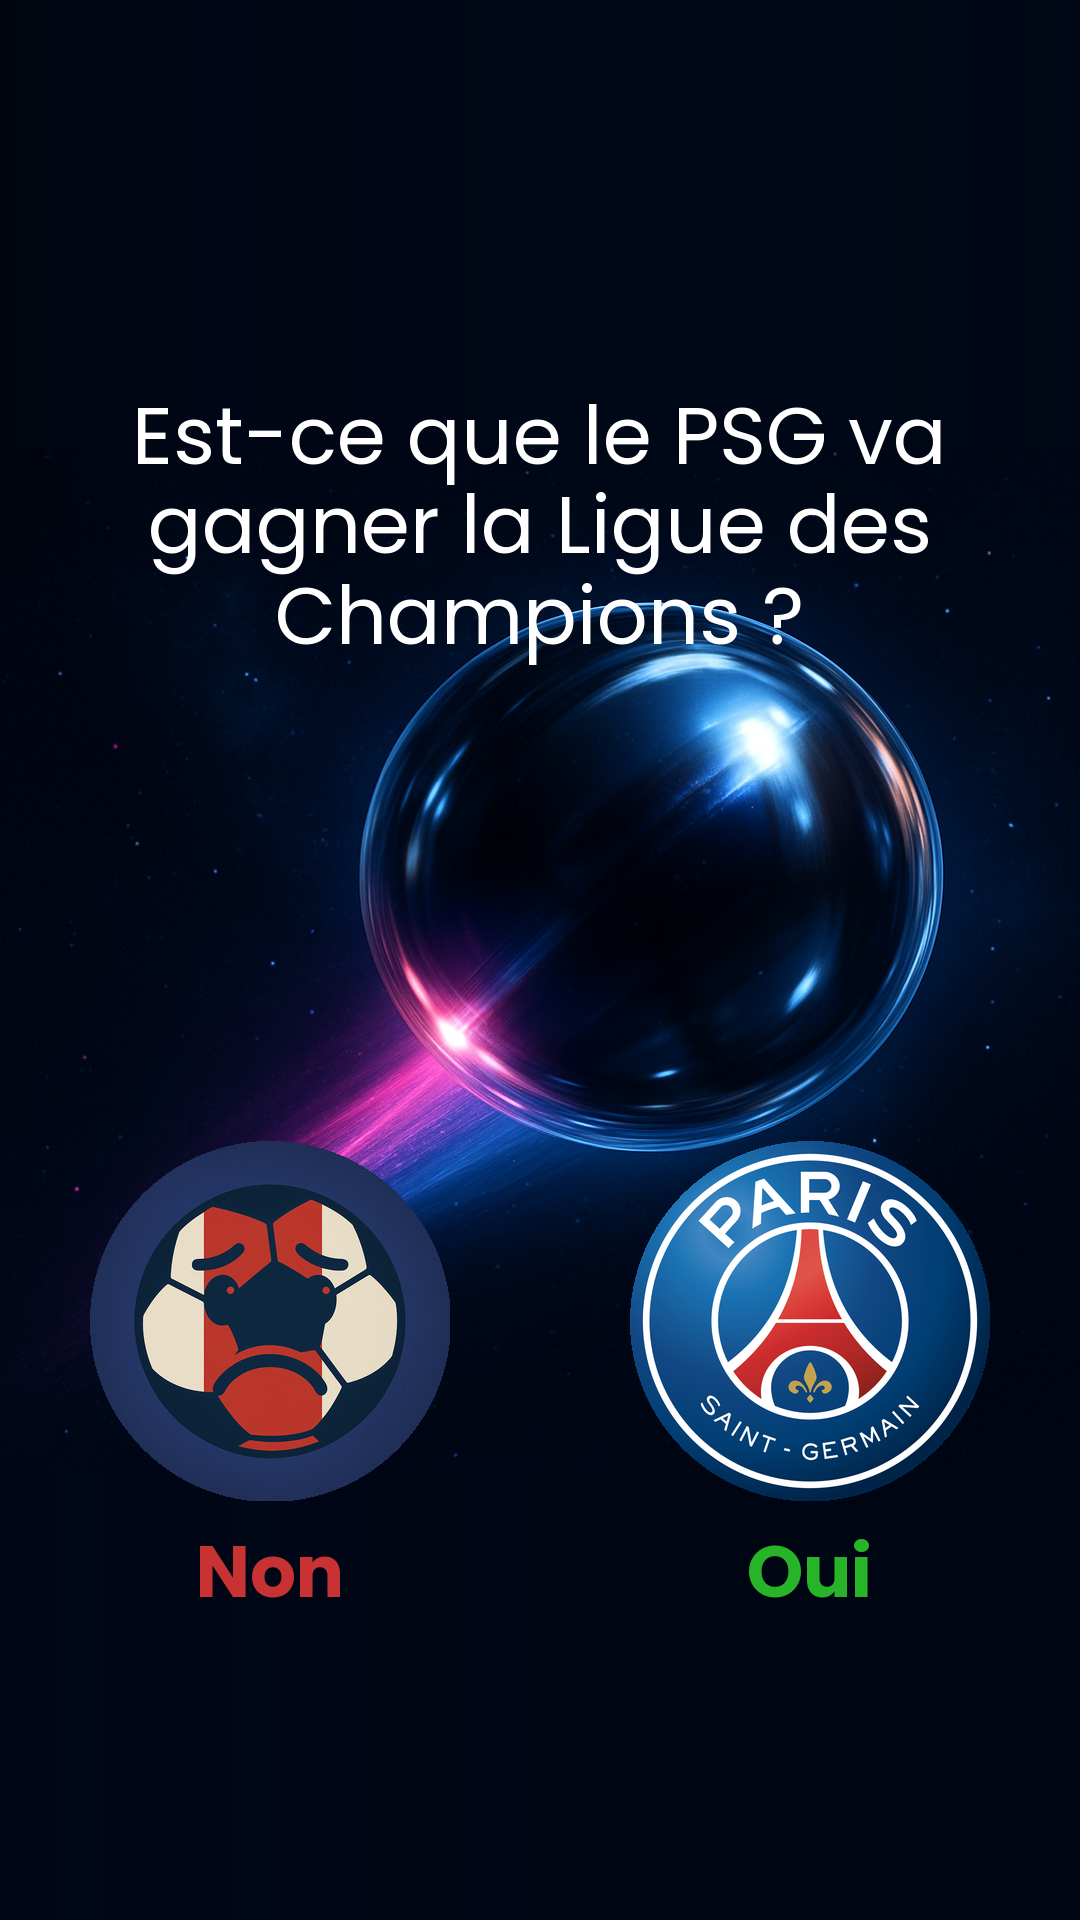 Est-ce que le PSG va
gagner la Ligue des
Champions ?
PARIS
SAINT - GERMAIN
Non
Oui